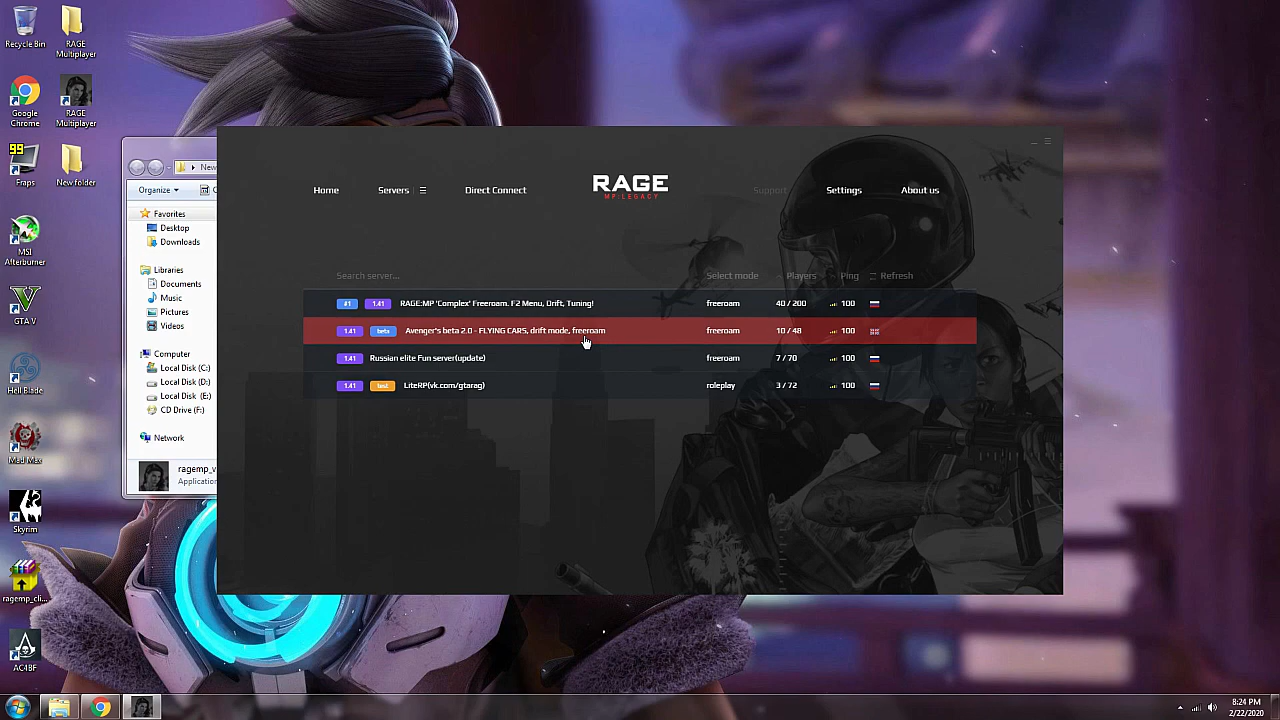 Recycle Bin
RAGE
Multiplayer
Google
Chrome
RAGE
Multiplayer
99
Fraps
New folder
MSI
Afterburner
GTA V
HellBlade
Mad Max
Skyrim
ragemp_cli...
AC4BF
New
Organize
Favorites
Desktop
Downloads
Libraries
Documents
Music
Pictures
Videos
Computer
Local Disk (C:)
Local Disk (D:)
Local Disk (E:)
CD Drive (F:)
Network
ragemp_v
Application
Home Servers Direct Connect RAGE Support Settings About us
MP:LEGACY
Search server... Select mode Players Ping Refresh
#1 1.41 RAGE:MP 'Complex' Freeroam. F2 Menu, Drift, Tuning! freeroam 40 / 200 100
1.41 beta Avenger's beta 2.0 - FLYING CARS, drift mode, freeroam freeroam 10 / 48 100
1.41 Russian elite Fun server(update) freeroam 7 / 70 100
1.41 test LiteRP(vk.com/gtarag) roleplay 3 / 72 100
8:24 PM
2/22/2020